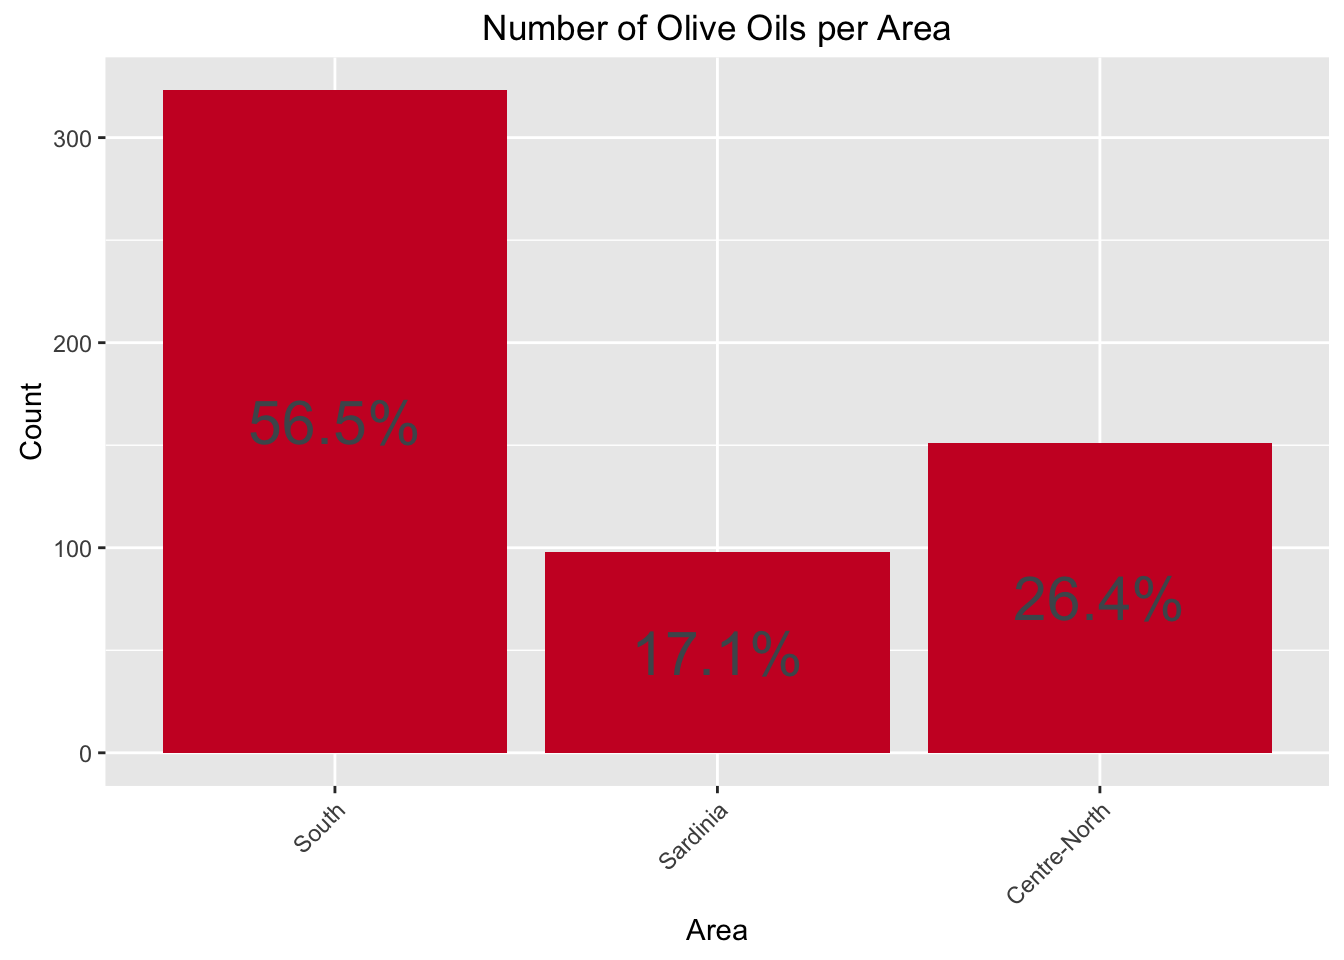 Number of Olive Oils per Area
300
200
100
0
Count
56.5%
17.1%
26.4%
South
Sardinia
Centre-North
Area